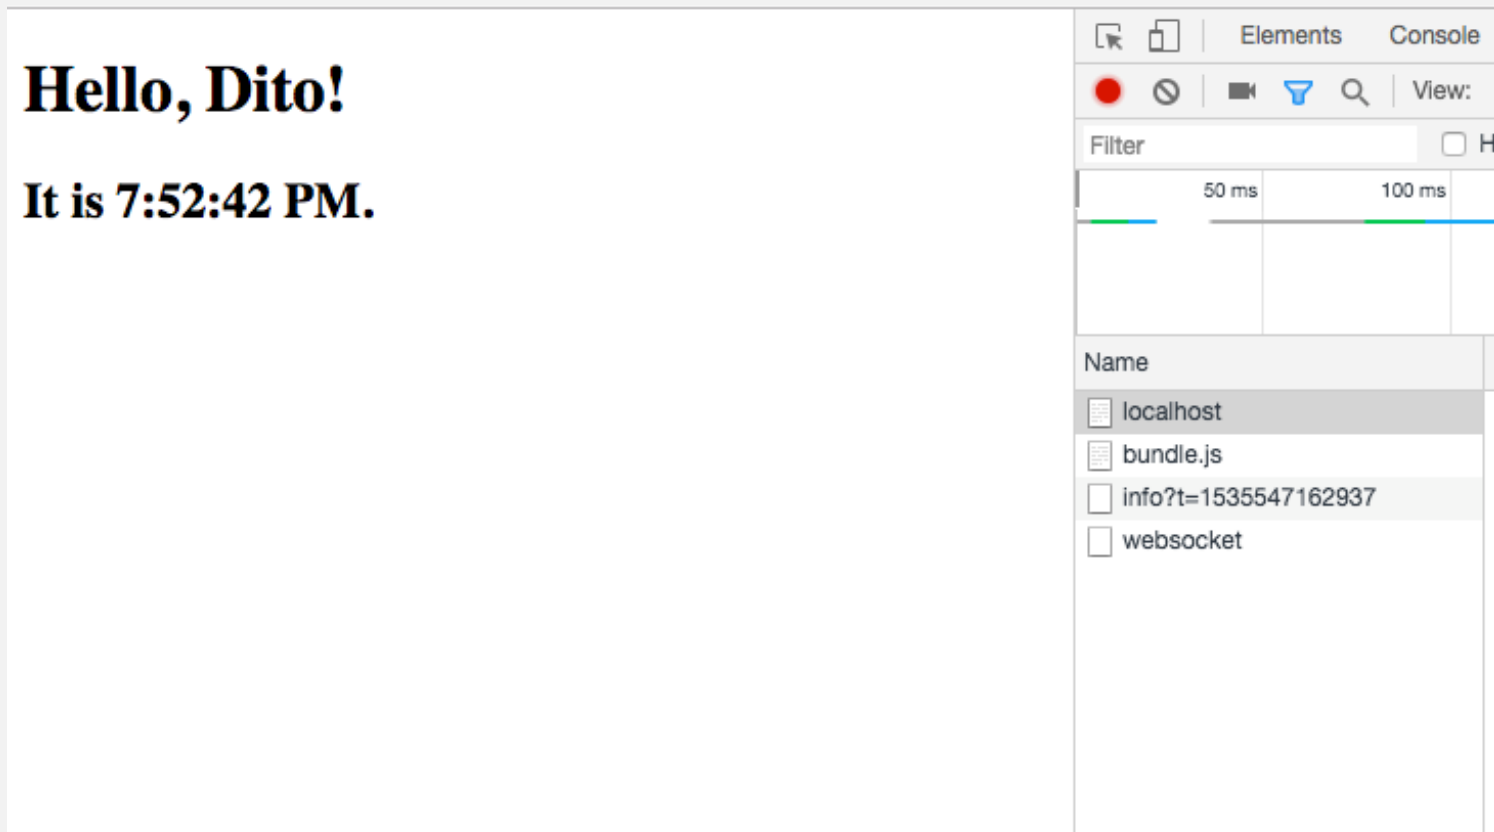 Hello, Dito!
It is 7:52:42 PM.
Elements Console
View:
Filter H
50 ms 100 ms
Name
localhost
bundle.js
info?t=1535547162937
websocket